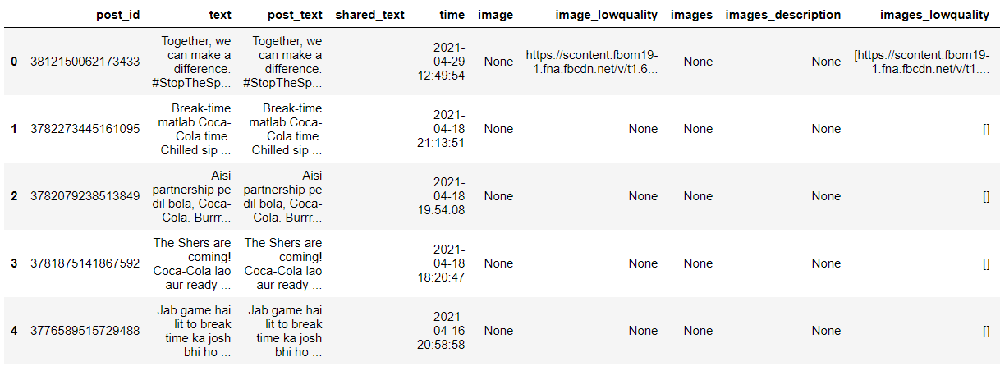 post_id text post_text shared_text time image image_lowquality images images_description images_lowquality
0 3812150062173433 Together, we can make a difference. #StopTheSp... Together, we can make a difference. #StopTheSp... 2021-04-29 12:49:54 None https://scontent.fbom19-1.fna.fbcdn.net/v/t1.6... None None [https://scontent.fbom19-1.fna.fbcdn.net/v/t1....
1 3782273445161095 Break-time matlab Coca-Cola time. Chilled sip ... Break-time matlab Coca-Cola time. Chilled sip ... 2021-04-18 21:13:51 None None None None []
2 3782079238513849 Aisi partnership pe dil bola, Coca-Cola. Burrr... Aisi partnership pe dil bola, Coca-Cola. Burrr... 2021-04-18 19:54:08 None None None None []
3 3781875141867592 The Shers are coming! Coca-Cola lao aur ready ... The Shers are coming! Coca-Cola lao aur ready ... 2021-04-18 18:20:47 None None None None []
4 3776589515729488 Jab game hai lit to break time ka josh bhi ho ... Jab game hai lit to break time ka josh bhi ho ... 2021-04-16 20:58:58 None None None None []